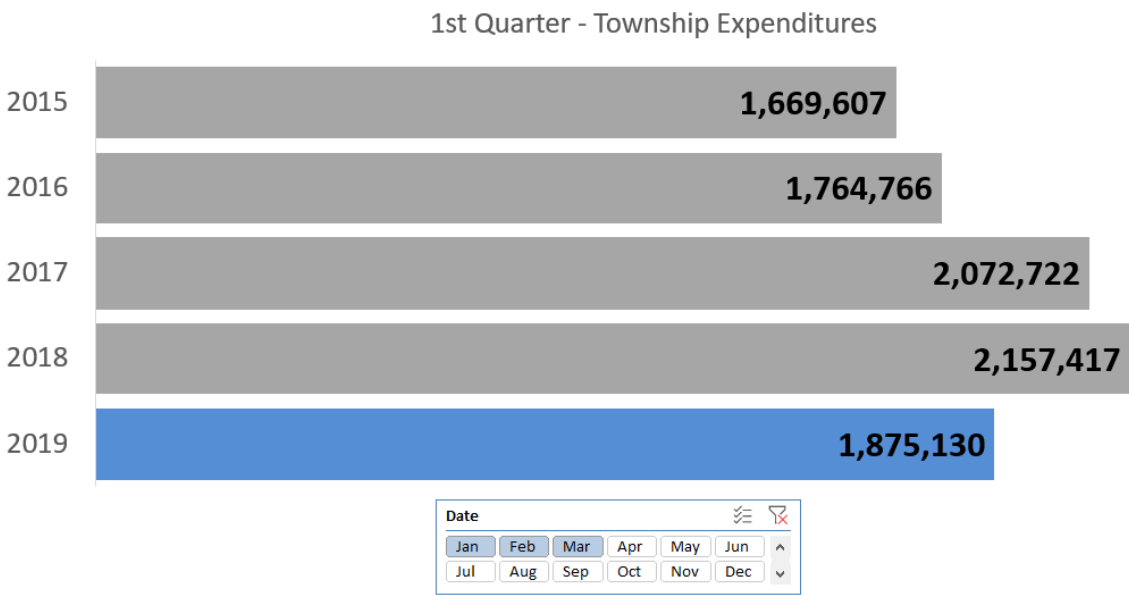 1st Quarter - Township Expenditures
2015 1,669,607
2016 1,764,766
2017 2,072,722
2018 2,157,417
2019 1,875,130
Date
Jan Feb Mar Apr May Jun
Jul Aug Sep Oct Nov Dec